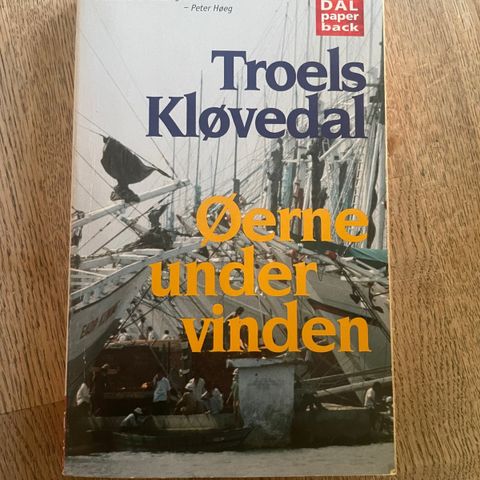 – Peter Høeg
DAL
paper
back
Troels
Kløvedal
Øerne
under
vinden